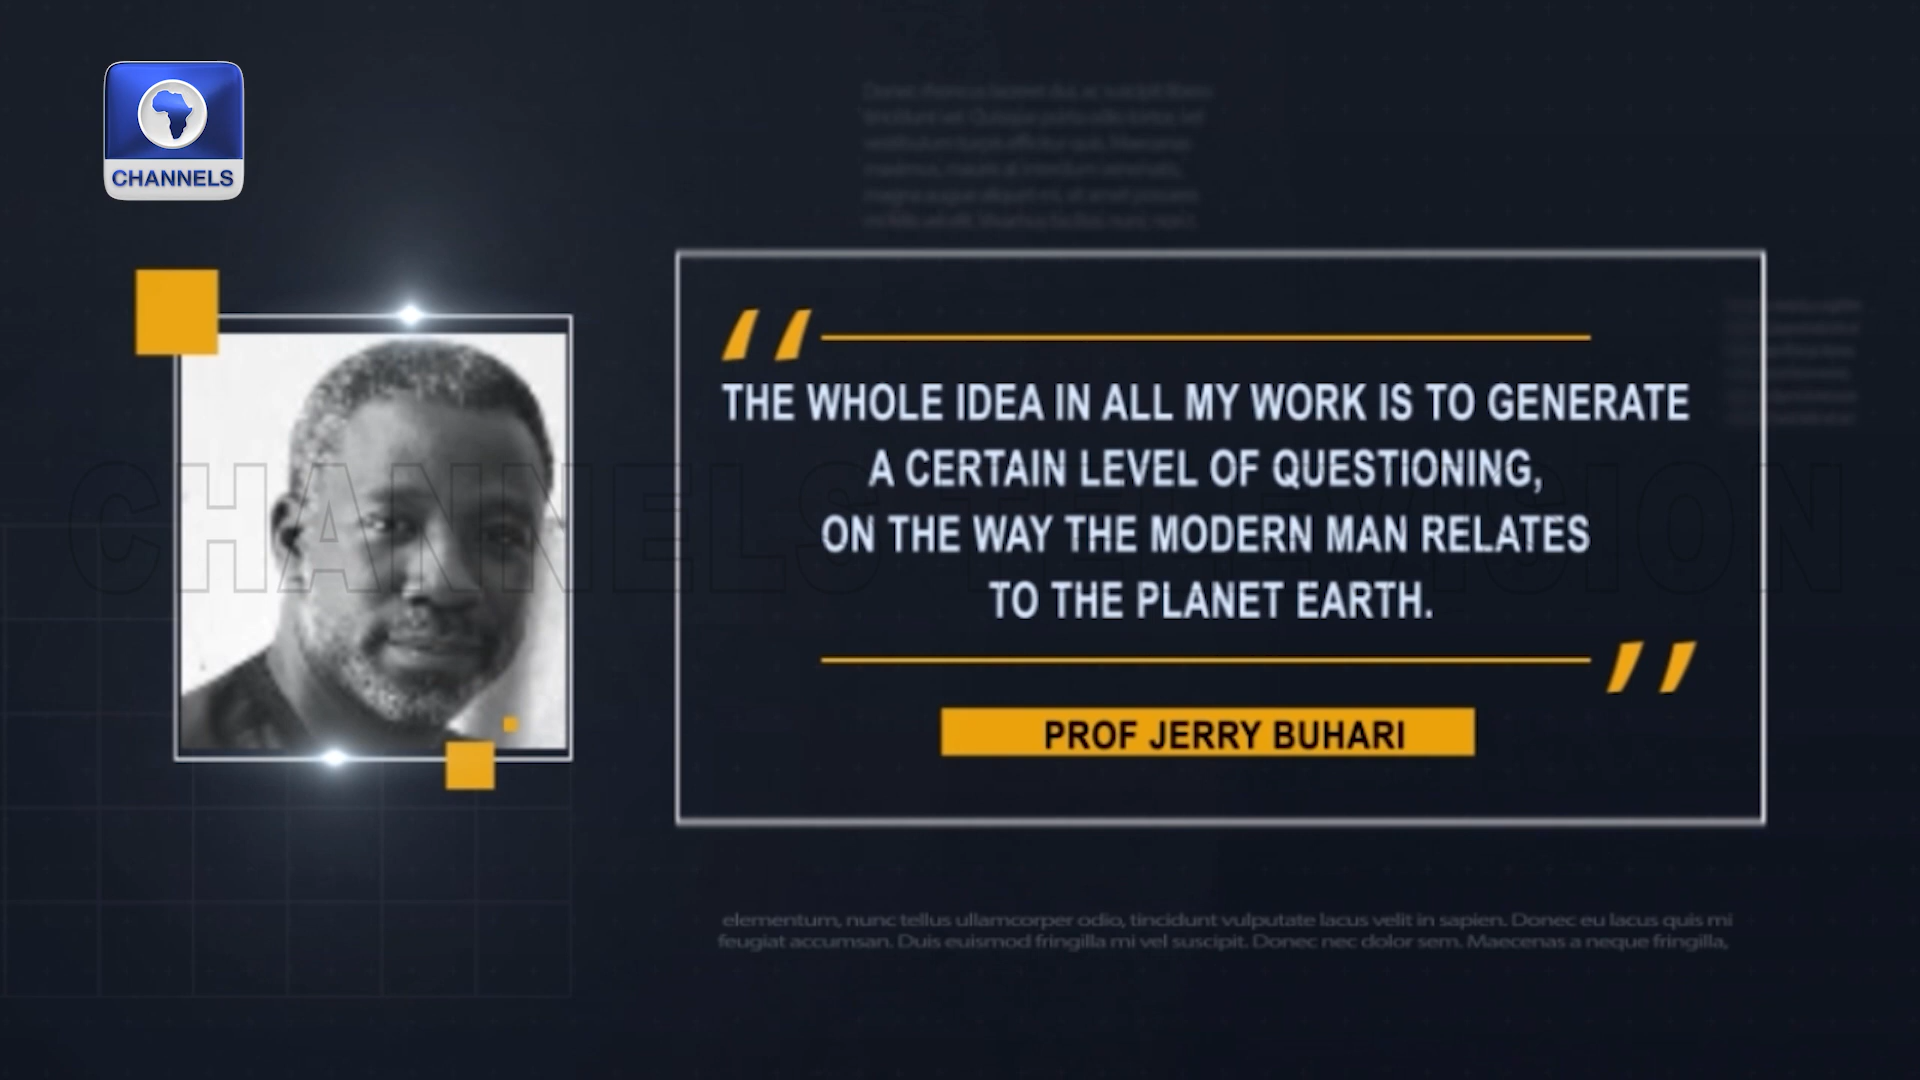 CHANNELS
THE WHOLE IDEA IN ALL MY WORK IS TO GENERATE
A CERTAIN LEVEL OF QUESTIONING,
ON THE WAY THE MODERN MAN RELATES
TO THE PLANET EARTH.
PROF JERRY BUHARI
CHANNELS TELEVISION
elementum, nunc tellus ullamcorper odio, tincidunt vulputate lacus velit in sapien. Donec eu lacus quis mi
feugiat accumsan. Duis euismod fringilla mi vel suscipit. Donec nec dolor sem. Maecenas a neque fringilla,